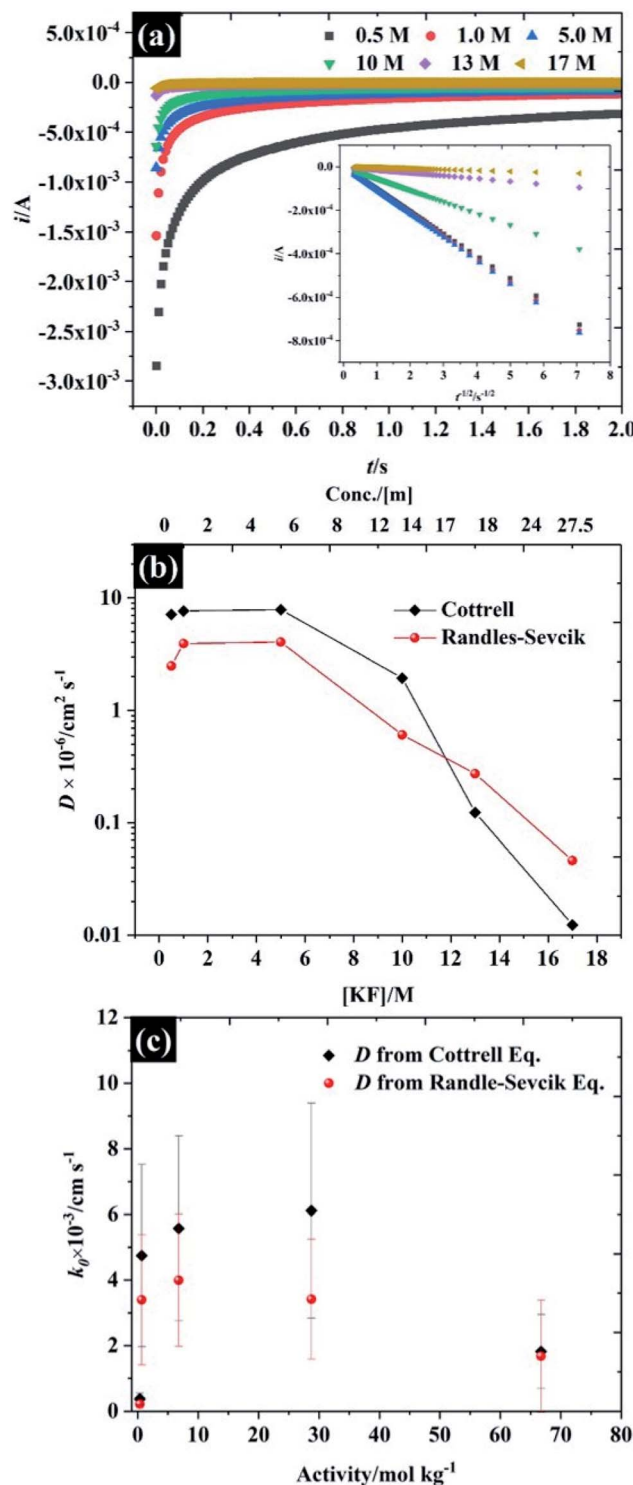 (a)
5.0x10⁻⁴
0.0
-5.0x10⁻⁴
-1.0x10⁻³
-1.5x10⁻³
-2.0x10⁻³
-2.5x10⁻³
-3.0x10⁻³
i/A
0.5 M 1.0 M 5.0 M
10 M 13 M 17 M
0.0
-2.0x10⁻⁴
-4.0x10⁻⁴
-6.0x10⁻⁴
-8.0x10⁻⁴
i/A
0 1 2 3 4 5 6 7 8
t⁻¹/²/s⁻¹/²
0.0 0.2 0.4 0.6 0.8 1.0 1.2 1.4 1.6 1.8 2.0
t/s
Conc./[m]
0 2 4 6 8 12 14 17 18 24 27.5
(b)
10
1
0.1
0.01
D × 10⁻⁶/cm² s⁻¹
Cottrell
Randles-Sevcik
0 2 4 6 8 10 12 14 16 18
[KF]/M
(c)
12
10
8
6
4
2
0
k₀×10⁻³/cm s⁻¹
D from Cottrell Eq.
D from Randle-Sevcik Eq.
0 10 20 30 40 50 60 70 80
Activity/mol kg⁻¹